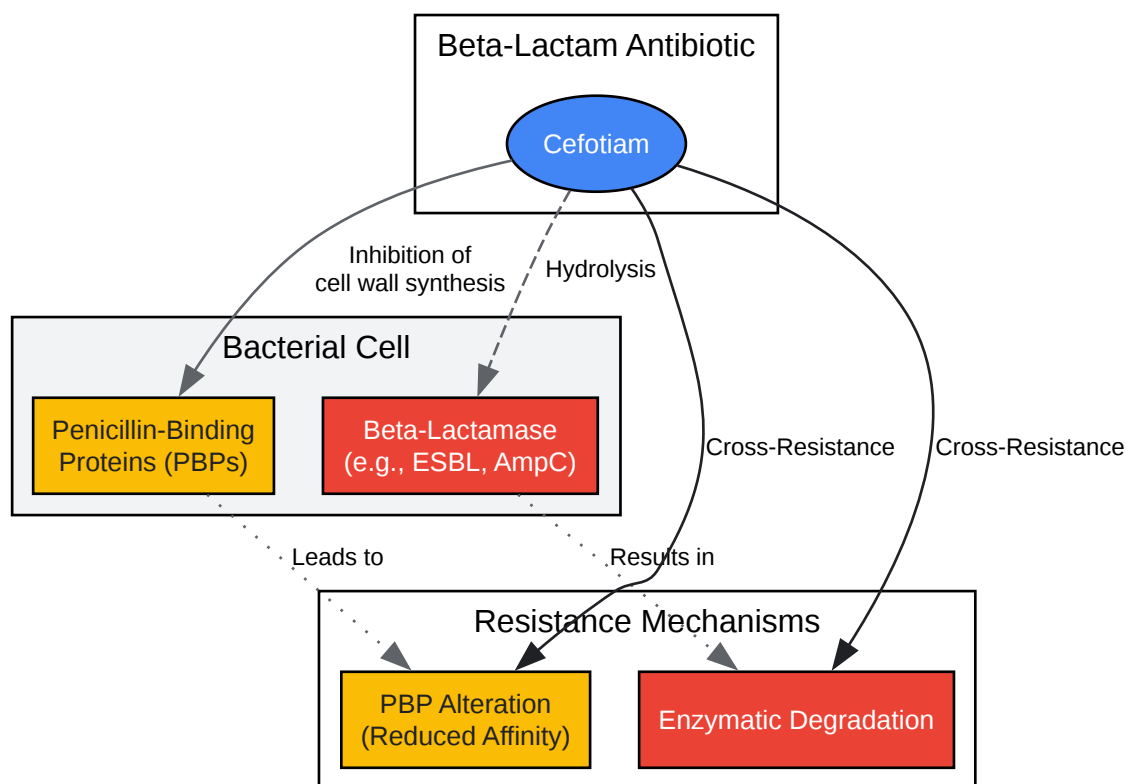 Beta-Lactam Antibiotic
Cefotiam
Inhibition of
cell wall synthesis
Hydrolysis
Bacterial Cell
Penicillin-Binding
Proteins (PBPs)
Beta-Lactamase
(e.g., ESBL, AmpC)
Cross-Resistance
Cross-Resistance
Leads to
Results in
Resistance Mechanisms
PBP Alteration
(Reduced Affinity)
Enzymatic Degradation